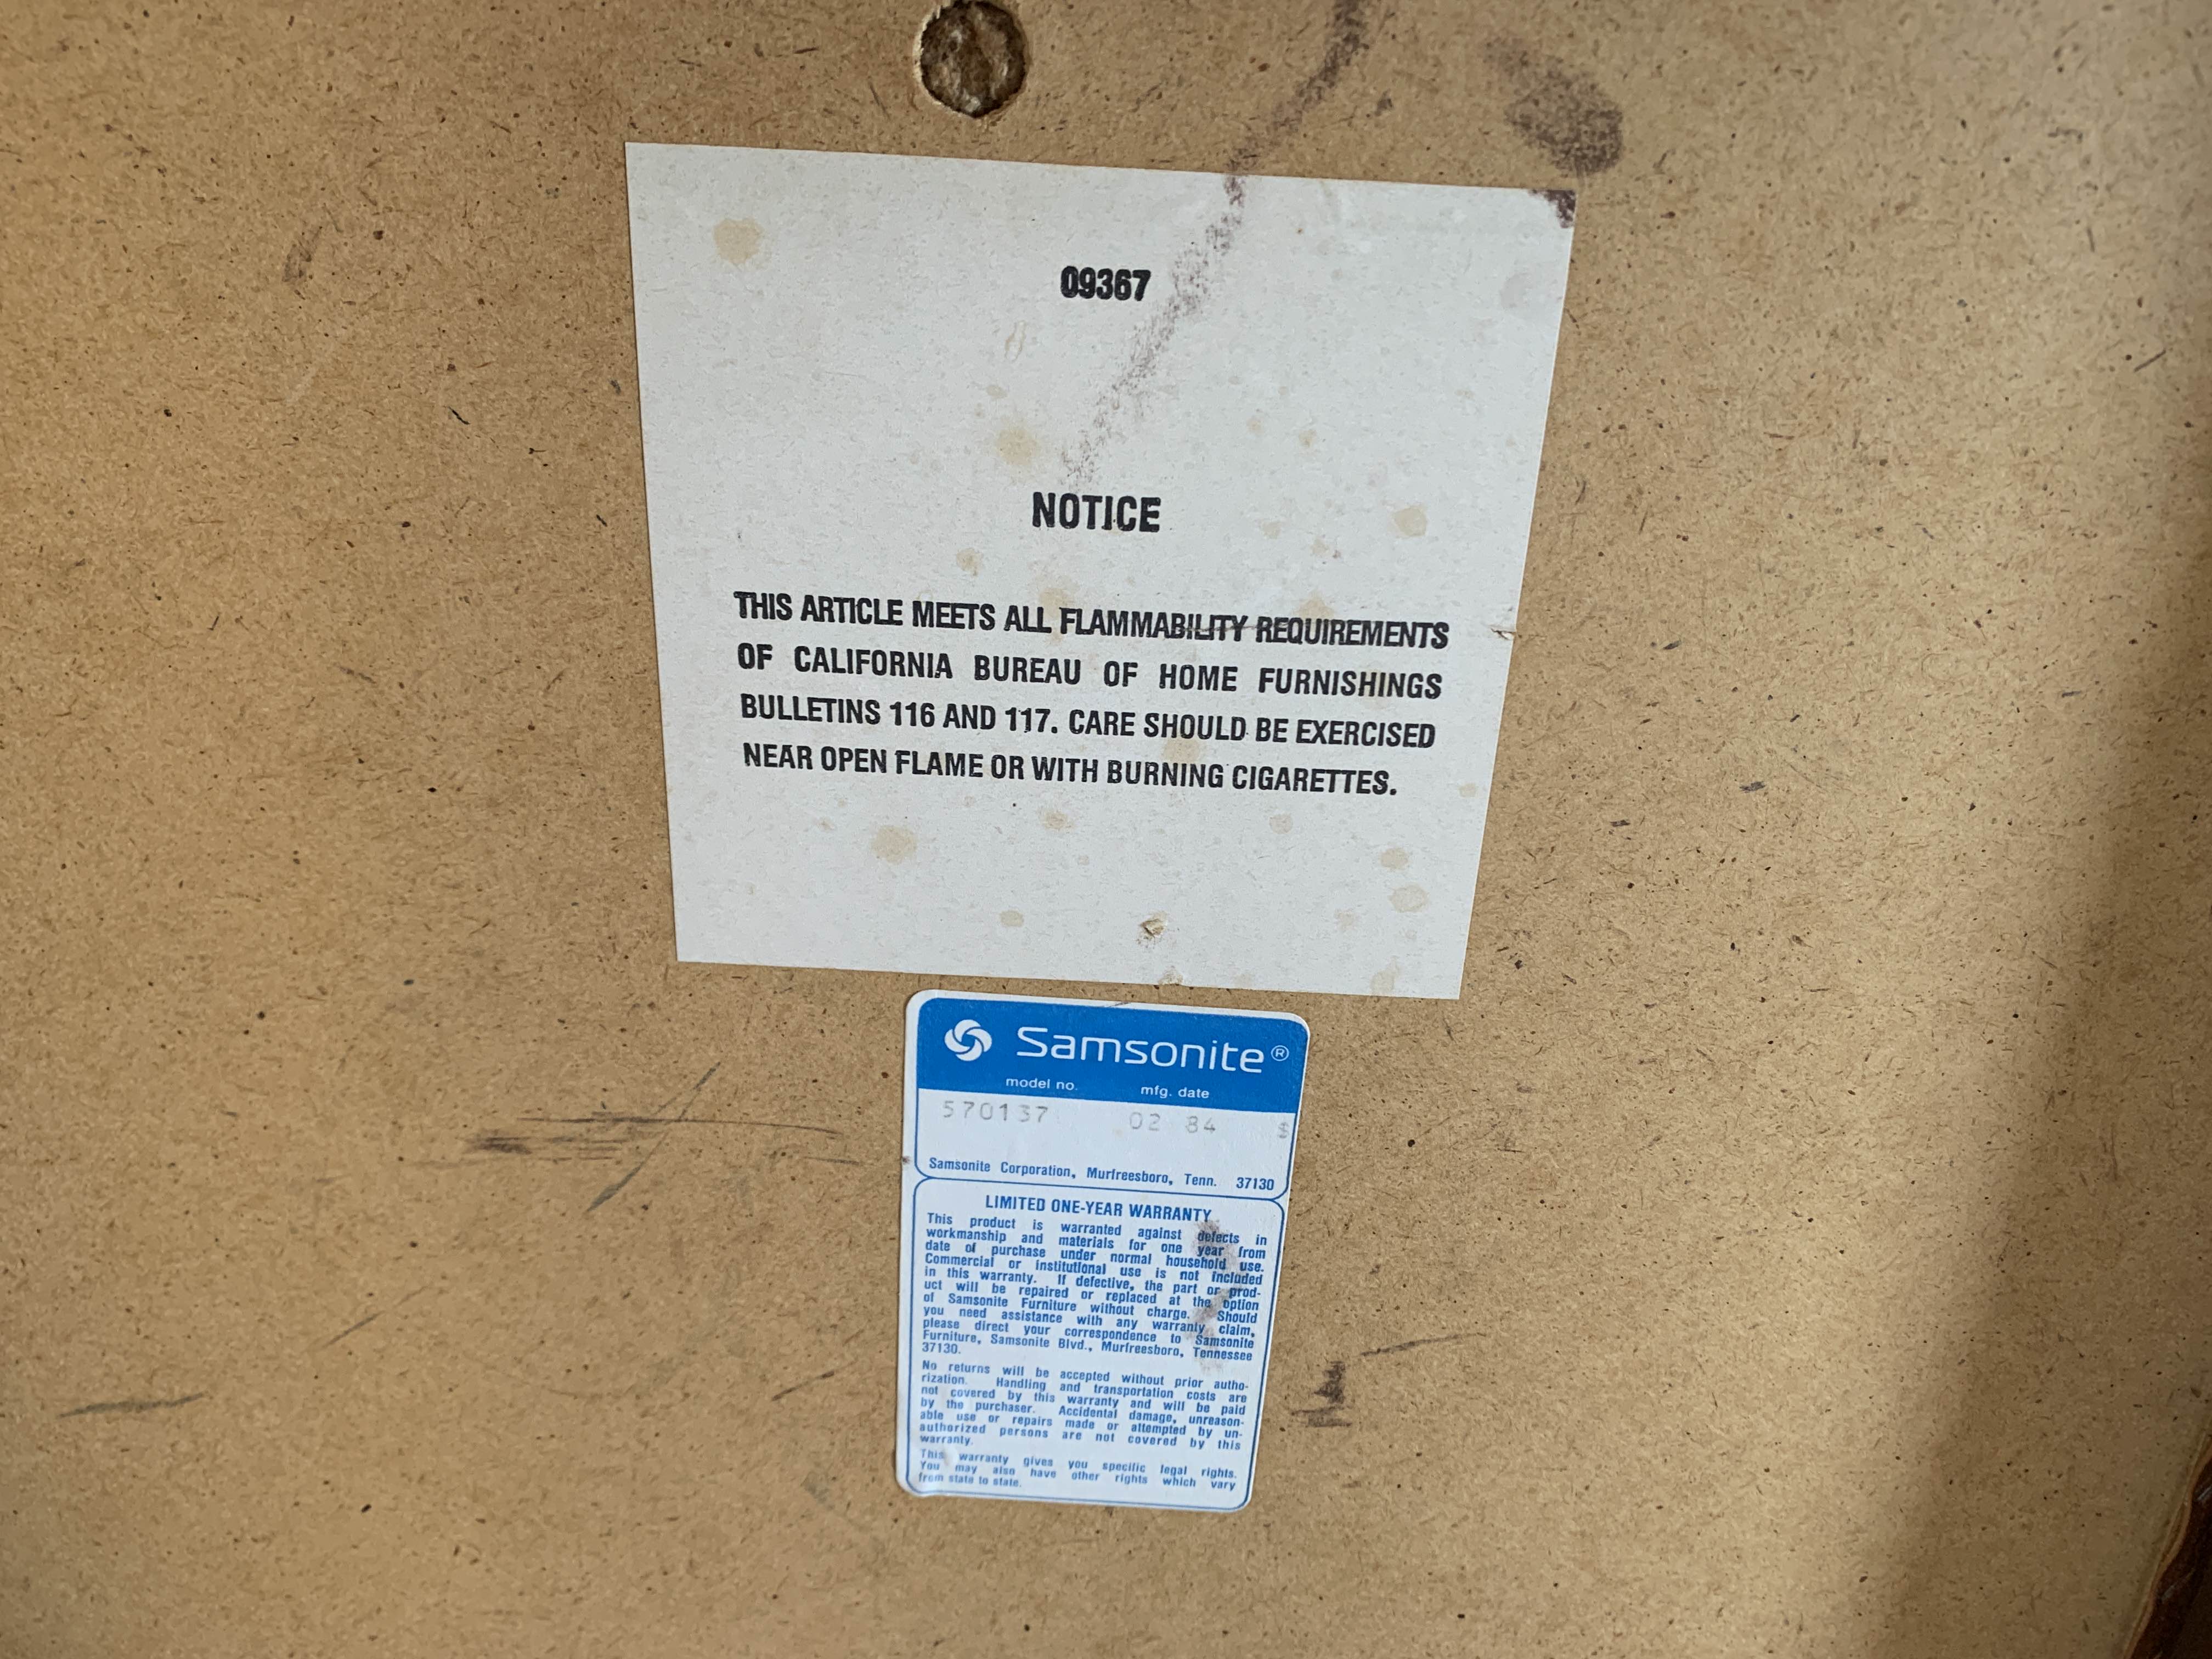 09367
NOTICE
THIS ARTICLE MEETS ALL FLAMMABILITY REQUIREMENTS
OF CALIFORNIA BUREAU OF HOME FURNISHINGS
BULLETINS 116 AND 117. CARE SHOULD BE EXERCISED
NEAR OPEN FLAME OR WITH BURNING CIGARETTES.
Samsonite®
model no. mfg. date
570137 02 84 $
Samsonite Corporation, Murfreesboro, Tenn. 37130
LIMITED ONE-YEAR WARRANTY
This product is warranted against defects in
workmanship and materials for one year from
date of purchase under normal household use.
Commercial or institutional use is not included
in this warranty. If defective, the part or prod-
uct will be repaired or replaced at the option
of Samsonite Furniture without charge. Should
you need assistance with any warranty claim,
please direct your correspondence to Samsonite
Furniture, Samsonite Blvd., Murfreesboro, Tennessee
37130.
No returns will be accepted without prior autho-
rization. Handling and transportation costs are
not covered by this warranty and will be paid
by the purchaser. Accidental damage, unreason-
able use or repairs made or attempted by un-
authorized persons are not covered by this
warranty.
This warranty gives you specific legal rights.
You may also have other rights which vary
from state to state.